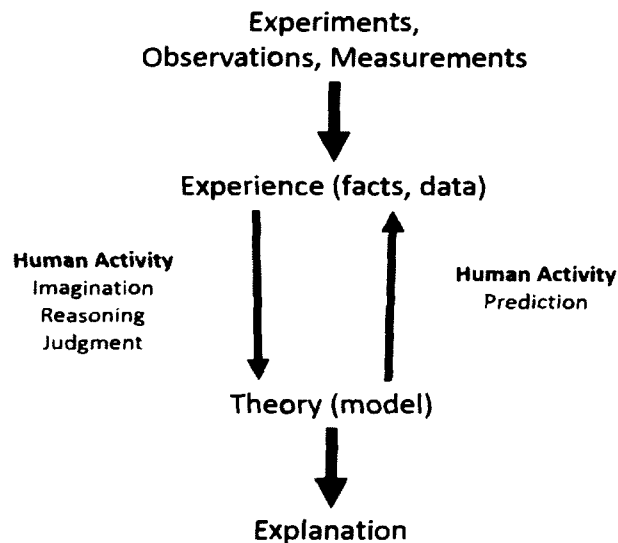 Experiments,
Observations, Measurements
Experience (facts, data)
Human Activity
Imagination
Reasoning
Judgment
Human Activity
Prediction
Theory (model)
Explanation